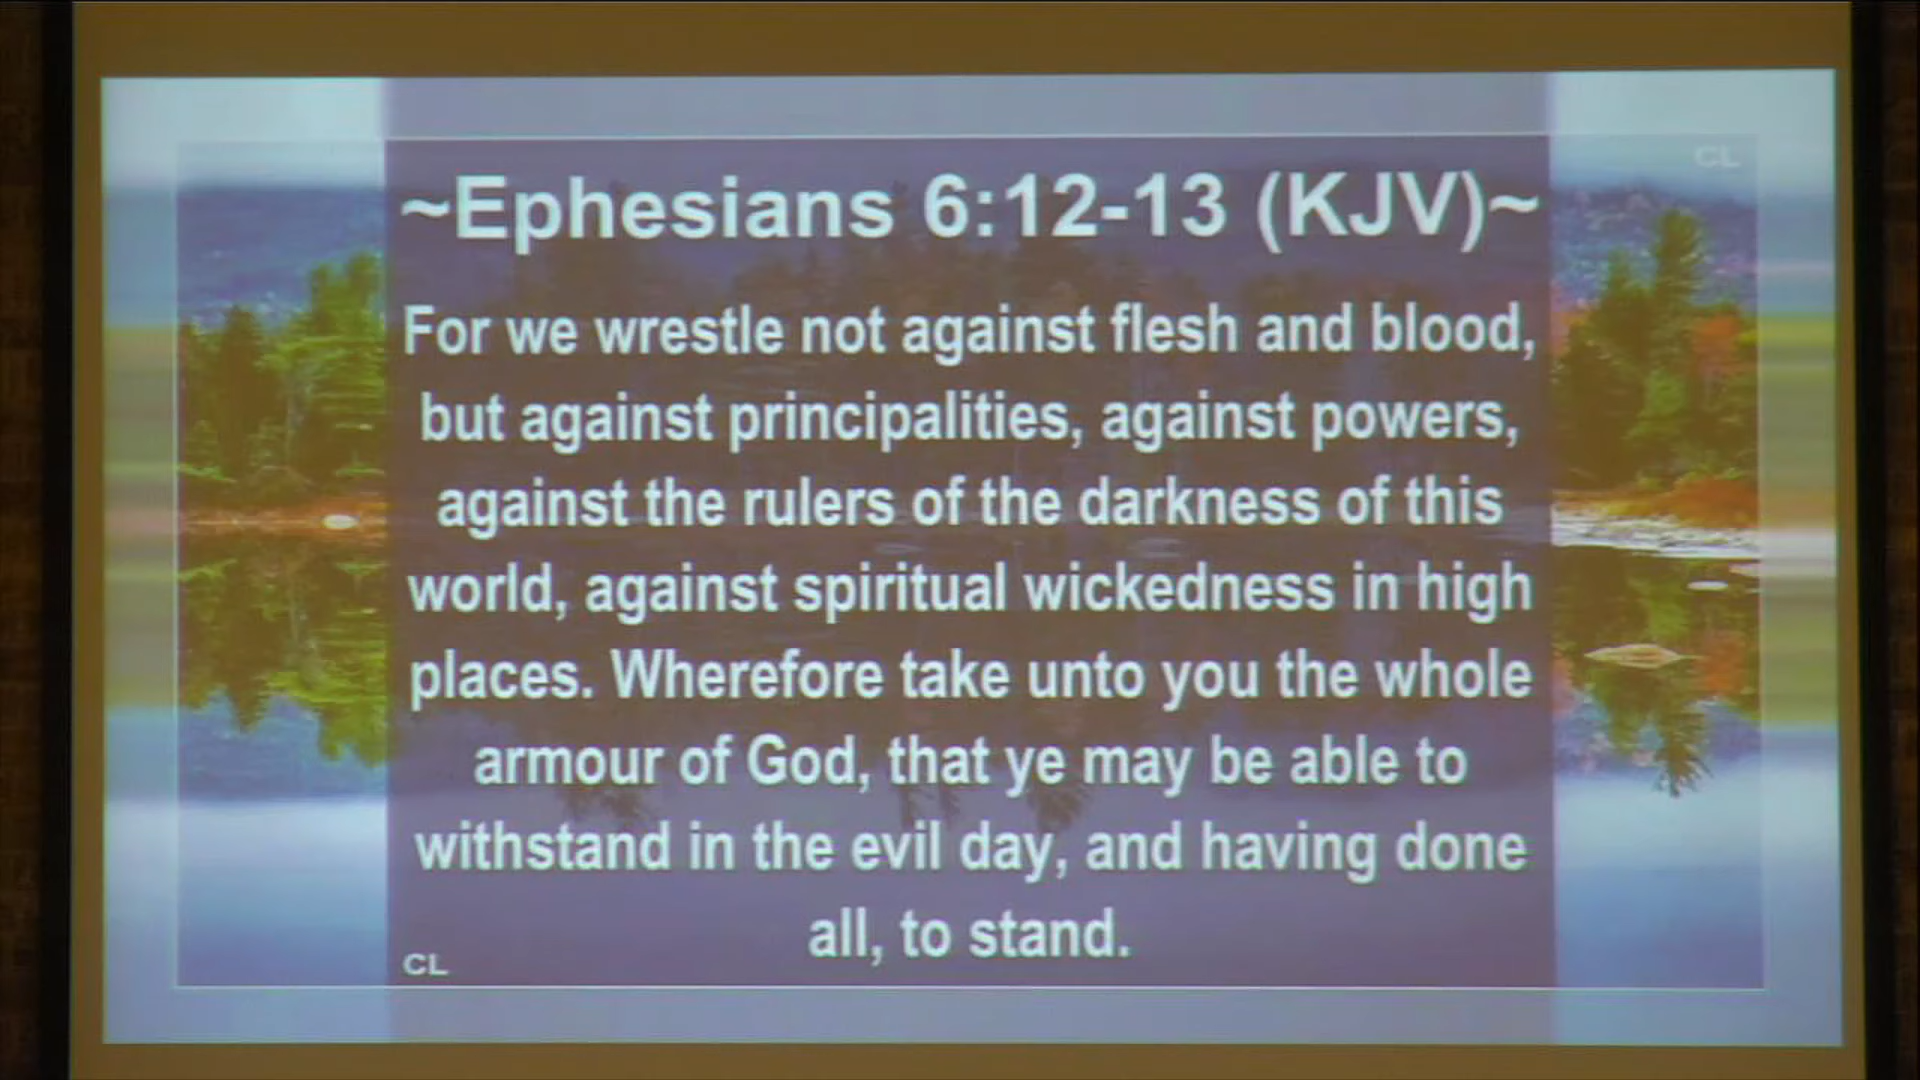 CL
~Ephesians 6:12-13 (KJV)~
For we wrestle not against flesh and blood,
but against principalities, against powers,
against the rulers of the darkness of this
world, against spiritual wickedness in high
places. Wherefore take unto you the whole
armour of God, that ye may be able to
withstand in the evil day, and having done
all, to stand.
CL